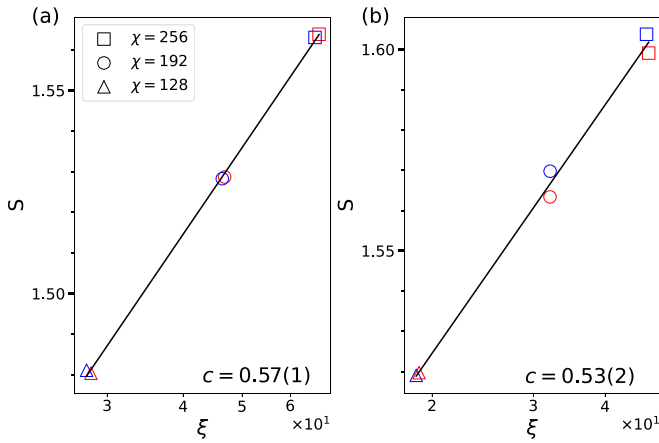 (a)
χ = 256
χ = 192
χ = 128
1.55
1.50
S
c = 0.57(1)
3
4
6
×10¹
ξ
(b)
1.60
1.55
S
c = 0.53(2)
2
3
4
×10¹
ξ